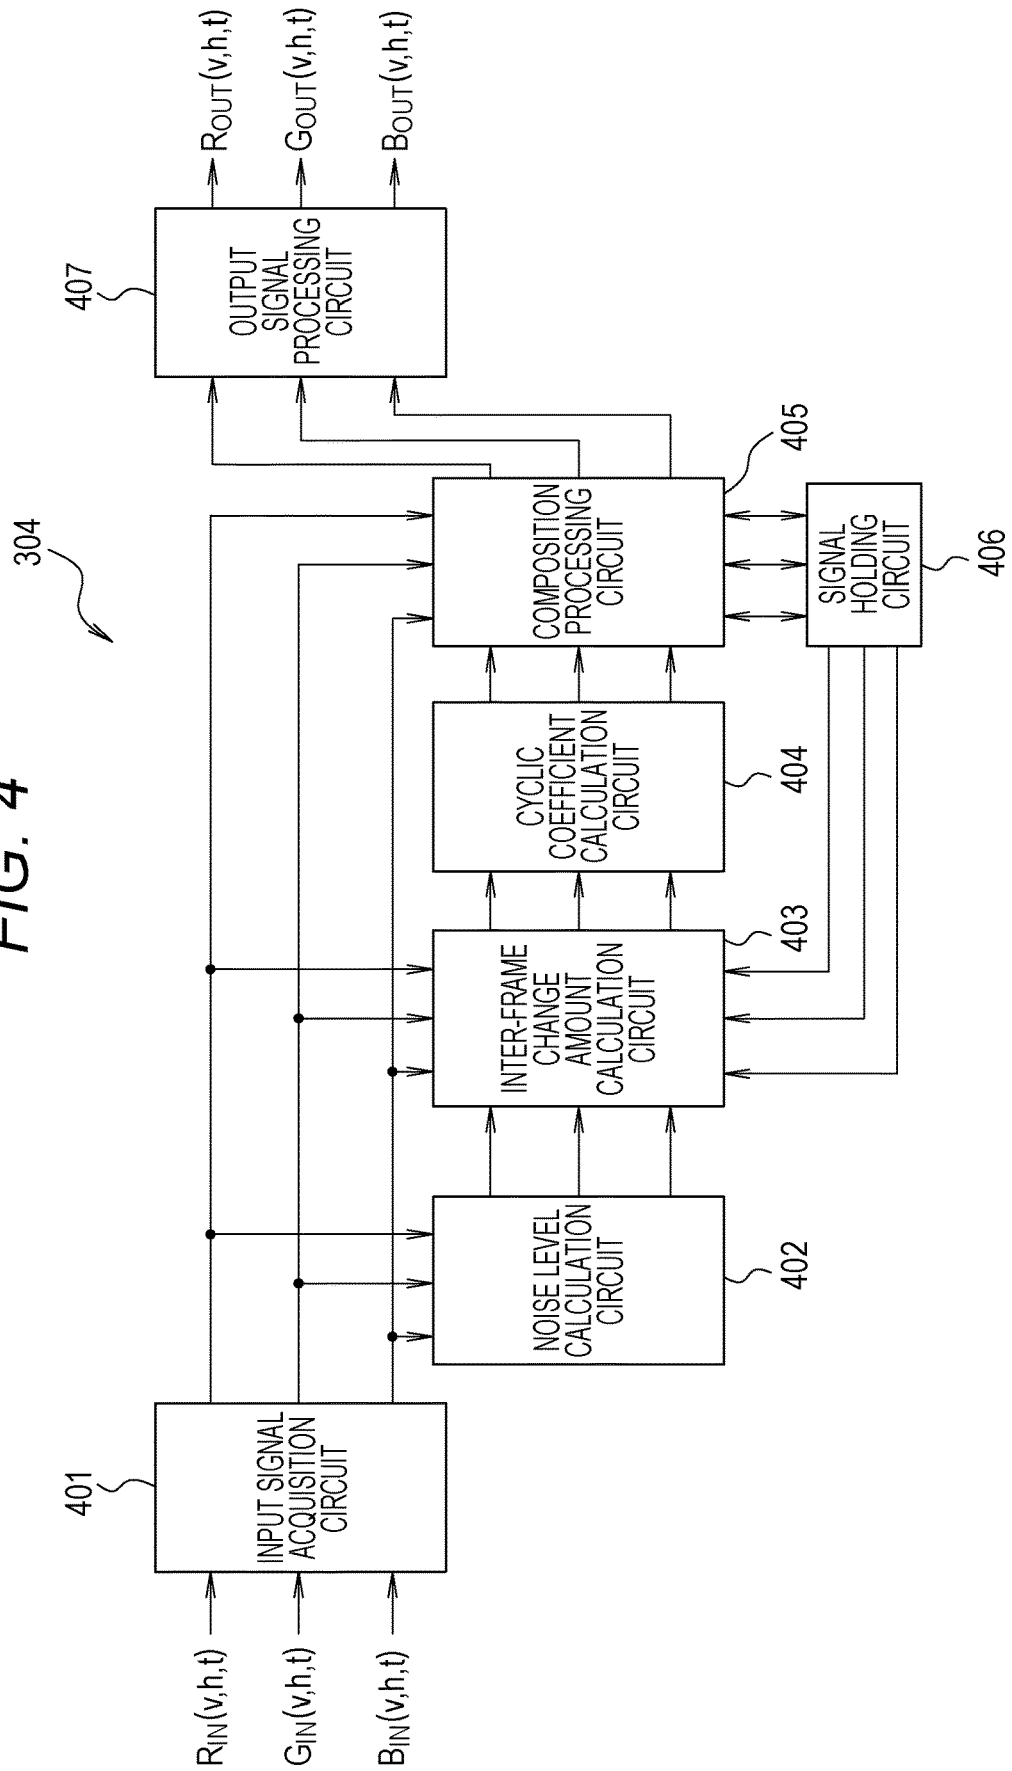 FIG. 4
304
R_IN(v,h,t)
G_IN(v,h,t)
B_IN(v,h,t)
401
INPUT SIGNAL
ACQUISITION
CIRCUIT
NOISE LEVEL
CALCULATION
CIRCUIT
402
INTER-FRAME
CHANGE
AMOUNT
CALCULATION
CIRCUIT
403
CYCLIC
COEFFICIENT
CALCULATION
CIRCUIT
404
COMPOSITION
PROCESSING
CIRCUIT
405
SIGNAL
HOLDING
CIRCUIT
406
407
OUTPUT
SIGNAL
PROCESSING
CIRCUIT
R_OUT(v,h,t)
G_OUT(v,h,t)
B_OUT(v,h,t)